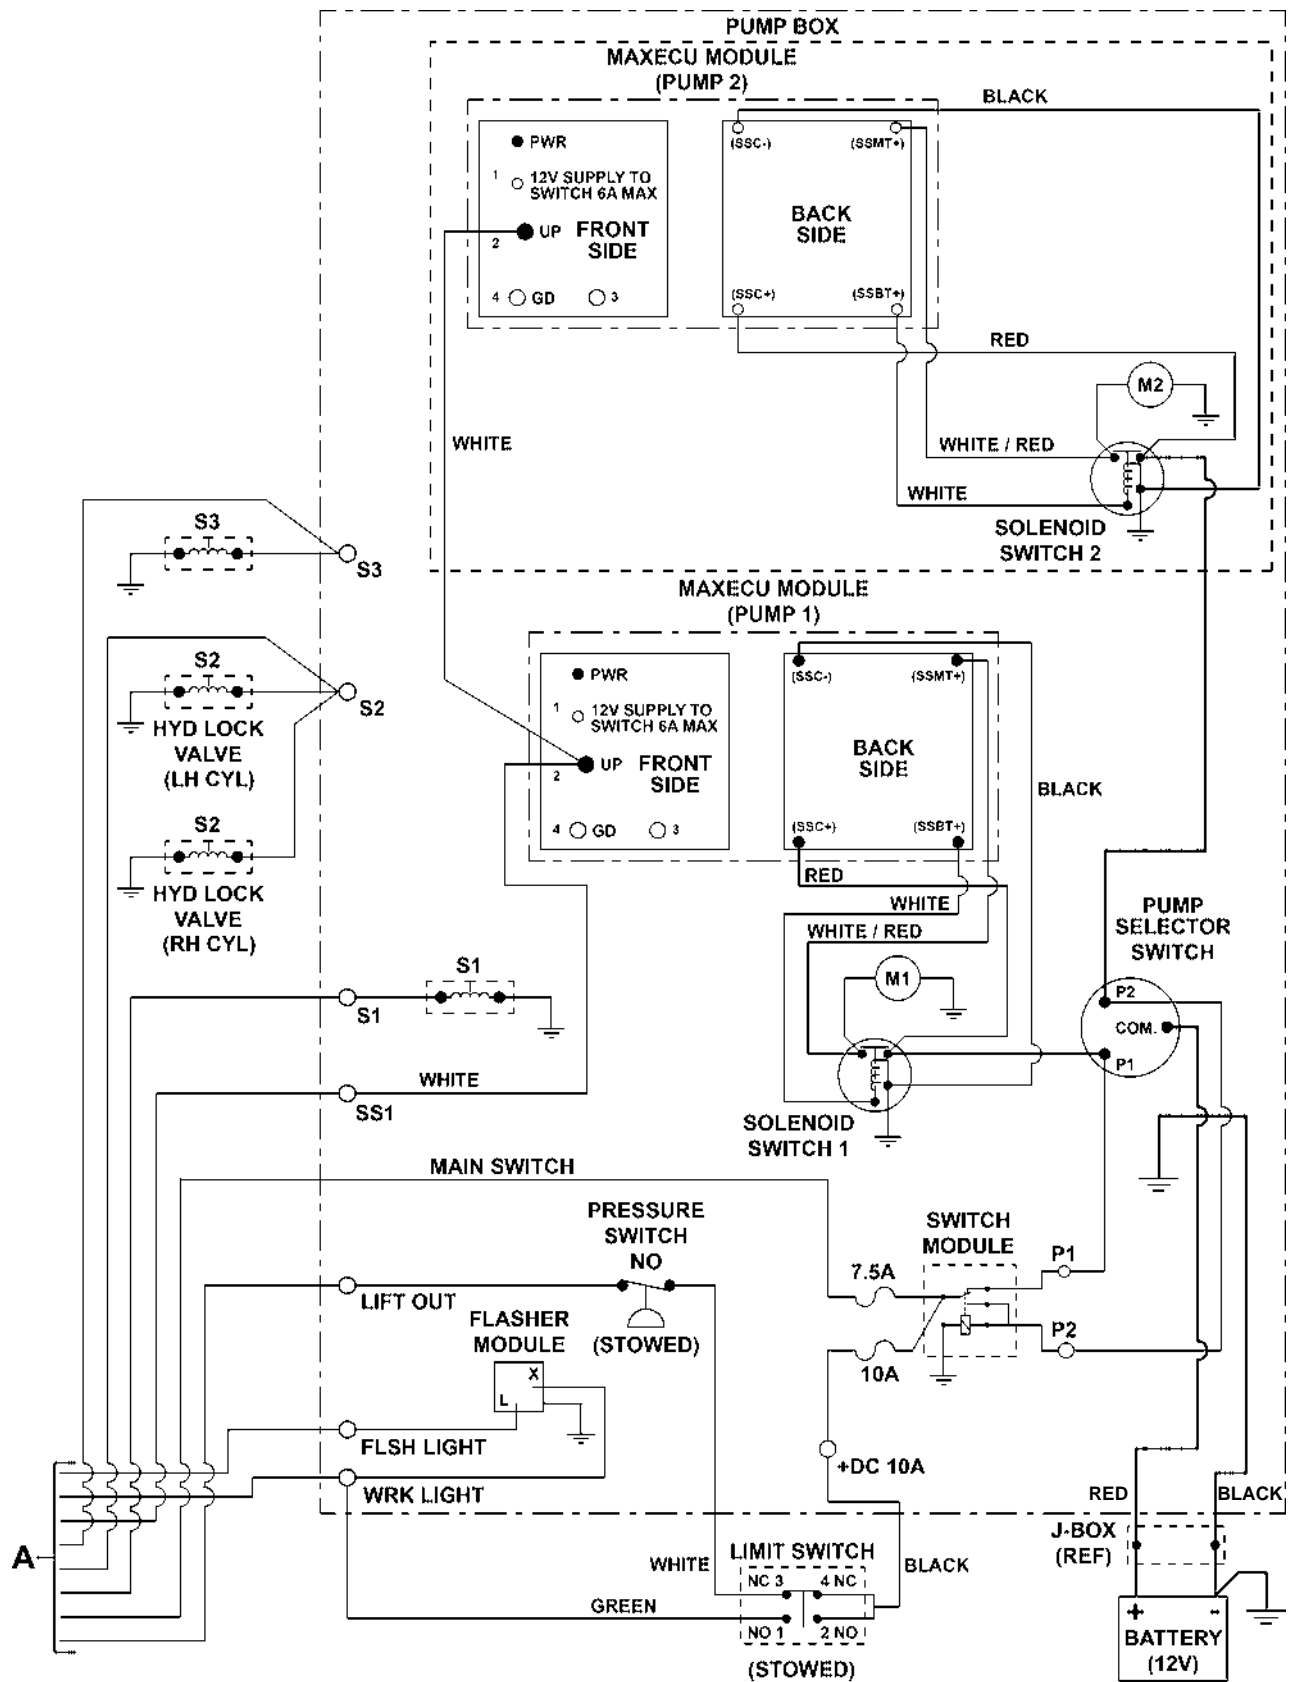 PUMP BOX
MAXECU MODULE
(PUMP 2)
BLACK
PWR
1
12V SUPPLY TO
SWITCH 6A MAX
UP
2
FRONT
SIDE
4
GD
3
(SSC-)
(SSMT+)
BACK
SIDE
(SSC+)
(SSBT+)
RED
M2
WHITE
WHITE / RED
WHITE
SOLENOID
SWITCH 2
S3
S3
MAXECU MODULE
(PUMP 1)
S2
S2
HYD LOCK
VALVE
(LH CYL)
PWR
1
12V SUPPLY TO
SWITCH 6A MAX
UP
2
FRONT
SIDE
4
GD
3
(SSC-)
(SSMT+)
BACK
SIDE
(SSC+)
(SSBT+)
BLACK
S2
HYD LOCK
VALVE
(RH CYL)
RED
WHITE
WHITE / RED
PUMP
SELECTOR
SWITCH
S1
S1
M1
P2
COM.
P1
WHITE
SS1
SOLENOID
SWITCH 1
MAIN SWITCH
PRESSURE
SWITCH
NO
(STOWED)
SWITCH
MODULE
P1
7.5A
LIFT OUT
FLASHER
MODULE
P2
10A
X
L
FLSH LIGHT
+DC 10A
WRK LIGHT
RED
BLACK
J-BOX
(REF)
A
WHITE
LIMIT SWITCH
BLACK
NC 3
4 NC
GREEN
NO 1
2 NO
(STOWED)
+
-
BATTERY
(12V)